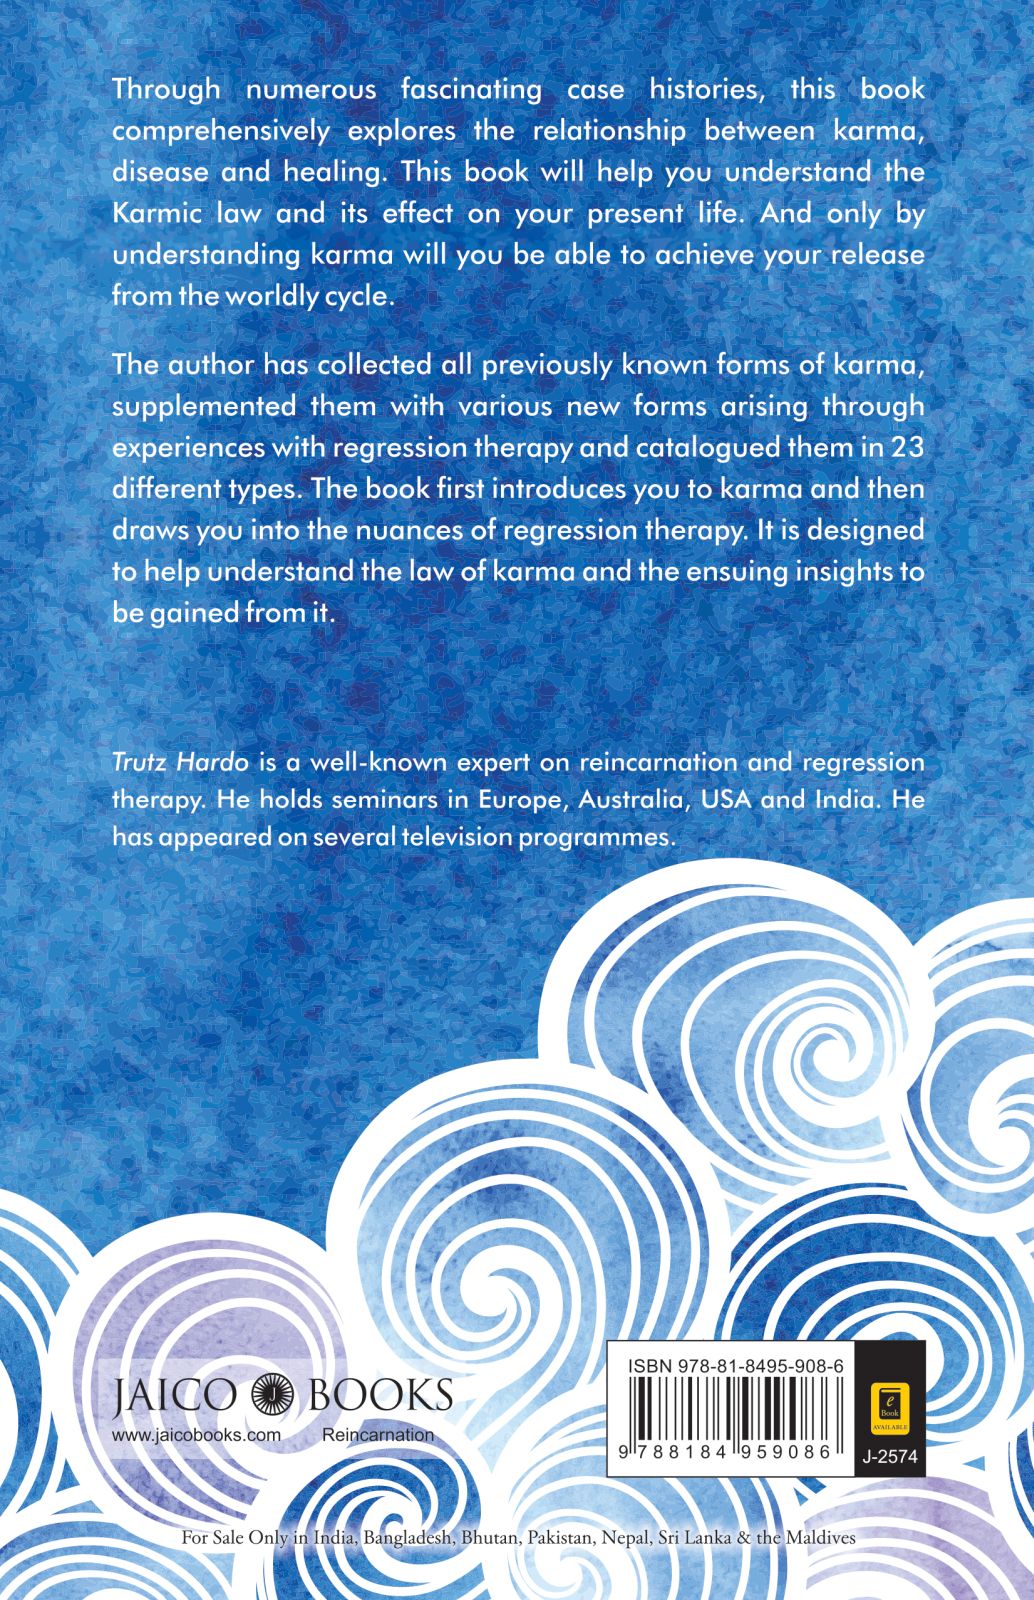 Through numerous fascinating case histories, this book
comprehensively explores the relationship between karma,
disease and healing. This book will help you understand the
Karmic law and its effect on your present life. And only by
understanding karma will you be able to achieve your release
from the worldly cycle.
The author has collected all previously known forms of karma,
supplemented them with various new forms arising through
experiences with regression therapy and catalogued them in 23
different types. The book first introduces you to karma and then
draws you into the nuances of regression therapy. It is designed
to help understand the law of karma and the ensuing insights to
be gained from it.
Trutz Hardo is a well-known expert on reincarnation and regression
therapy. He holds seminars in Europe, Australia, USA and India. He
has appeared on several television programmes.
JAICO J BOOKS
www.jaicobooks.com Reincarnation
ISBN 978-81-8495-908-6
9 788184 959086
e
Book
AVAILABLE
J-2574
For Sale Only in India, Bangladesh, Bhutan, Pakistan, Nepal, Sri Lanka & the Maldives